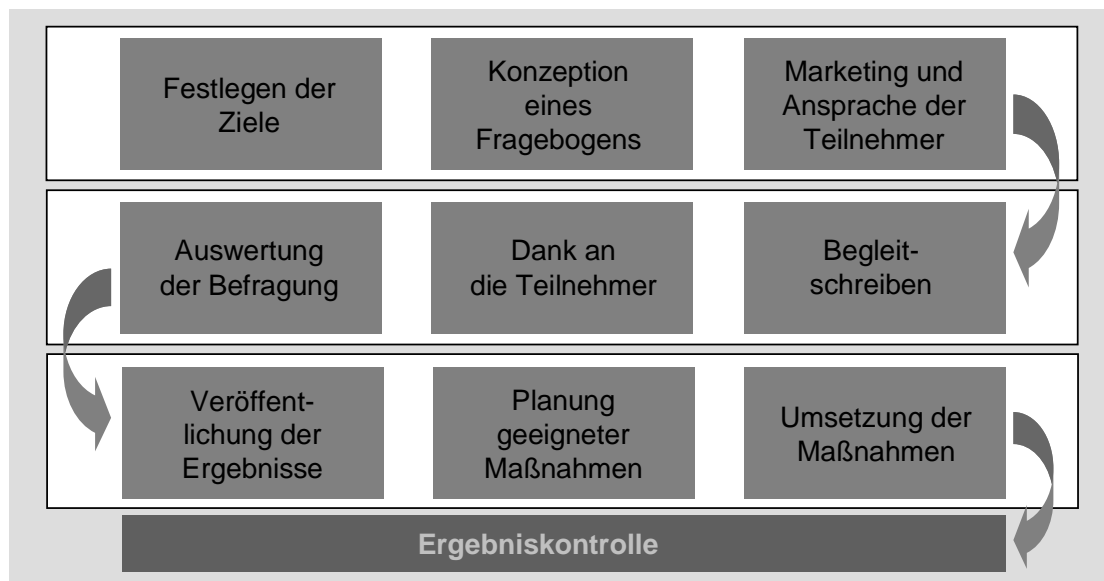 Festlegen der
Ziele
Konzeption
eines
Fragebogens
Marketing und
Ansprache der
Teilnehmer
Auswertung
der Befragung
Dank an
die Teilnehmer
Begleit-
schreiben
Veröffent-
lichung der
Ergebnisse
Planung
geeigneter
Maßnahmen
Umsetzung der
Maßnahmen
Ergebniskontrolle